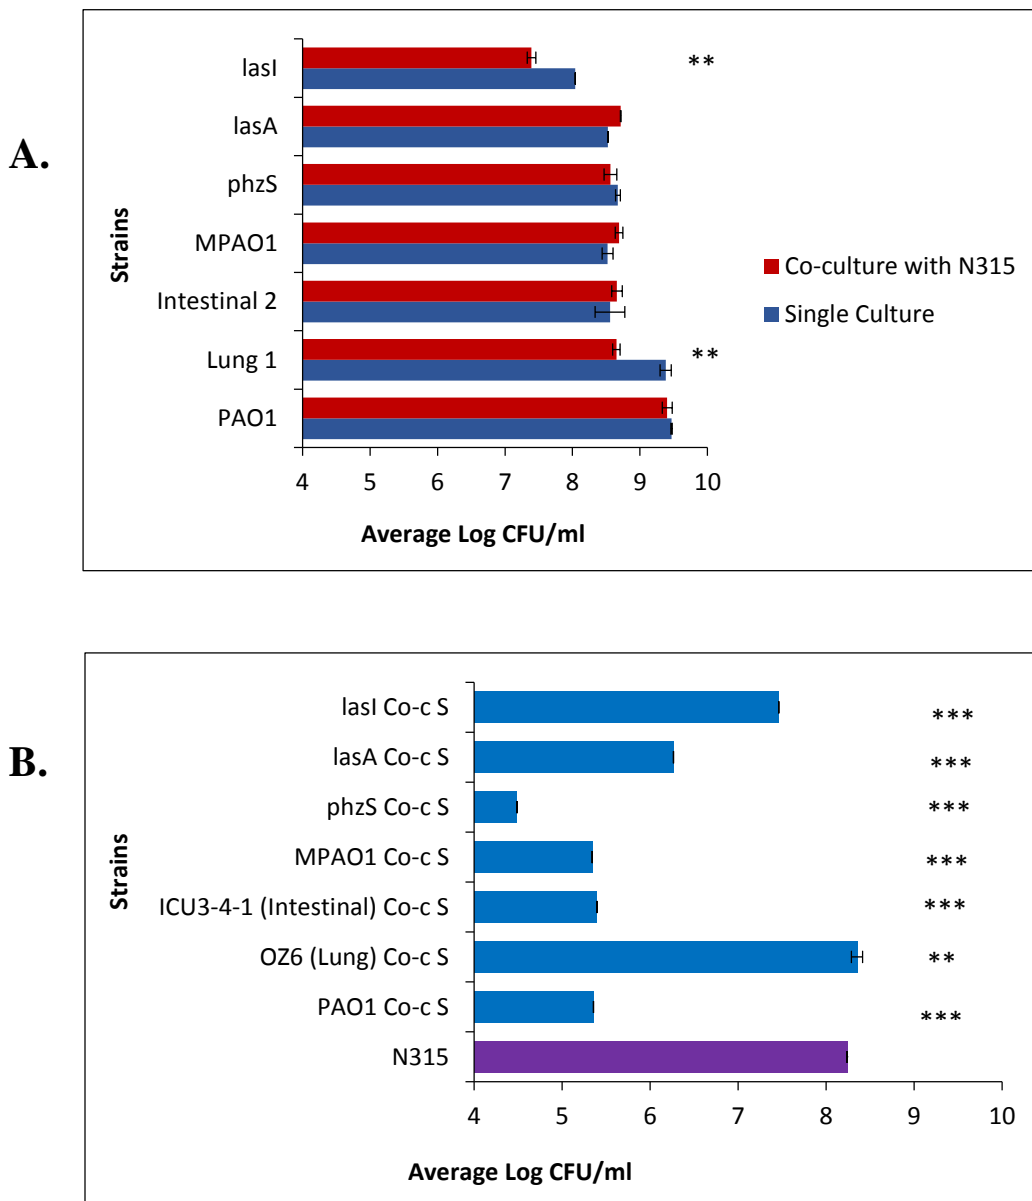 A.
Strains
lasI
**
lasA
phzS
MPAO1
Intestinal 2
Lung 1
**
PAO1
Co-culture with N315
Single Culture
4 5 6 7 8 9 10
Average Log CFU/ml
B.
Strains
lasI Co-c S
***
lasA Co-c S
***
phzS Co-c S
***
MPAO1 Co-c S
***
ICU3-4-1 (Intestinal) Co-c S
***
OZ6 (Lung) Co-c S
**
PAO1 Co-c S
***
N315
4 5 6 7 8 9 10
Average Log CFU/ml